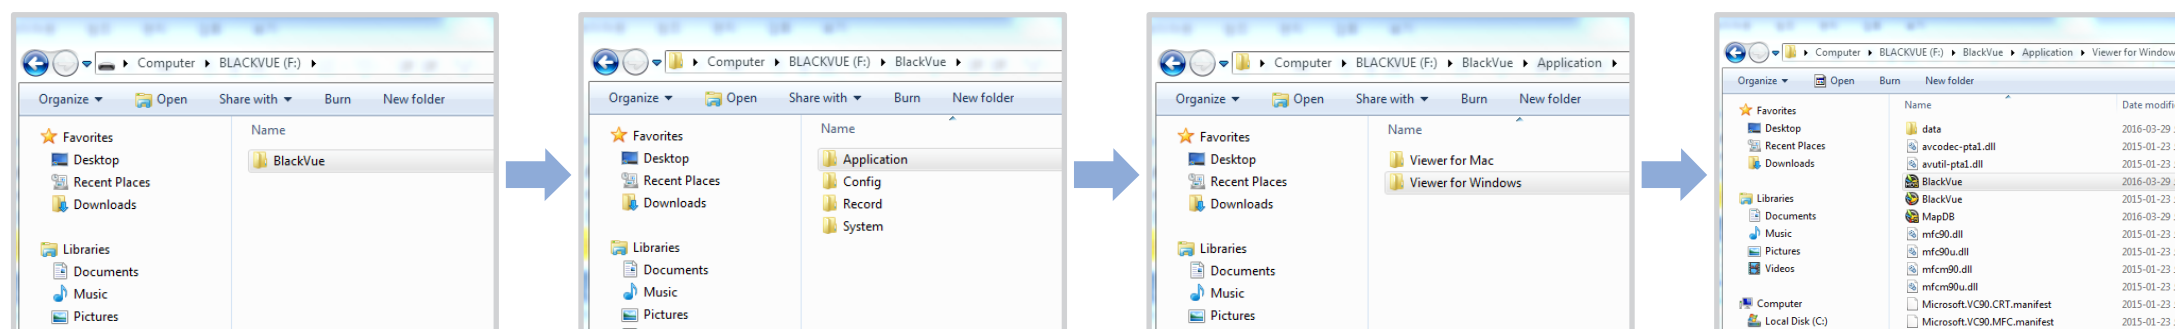 Computer ▸ BLACKVUE (F:) ▸
Organize ▾ Open Share with ▾ Burn New folder
Favorites
Desktop
Recent Places
Downloads
Libraries
Documents
Music
Pictures
Name
BlackVue
Computer ▸ BLACKVUE (F:) ▸ BlackVue ▸
Organize ▾ Open Share with ▾ Burn New folder
Favorites
Desktop
Recent Places
Downloads
Libraries
Documents
Music
Pictures
Name
Application
Config
Record
System
Computer ▸ BLACKVUE (F:) ▸ BlackVue ▸ Application ▸
Organize ▾ Open Share with ▾ Burn New folder
Favorites
Desktop
Recent Places
Downloads
Libraries
Documents
Music
Pictures
Name
Viewer for Mac
Viewer for Windows
Computer ▸ BLACKVUE (F:) ▸ BlackVue ▸ Application ▸ Viewer for Window
Organize ▾ Open Burn New folder
Favorites
Desktop
Recent Places
Downloads
Libraries
Documents
Music
Pictures
Videos
Computer
Local Disk (C:)
Name Date modifi
data 2016-03-29
avcodec-pta1.dll 2015-01-23
avutil-pta1.dll 2015-01-23
BlackVue 2016-03-29
BlackVue 2015-01-23
MapDB 2016-03-29
mfc90.dll 2015-01-23
mfc90u.dll 2015-01-23
mfcm90.dll 2015-01-23
mfcm90u.dll 2015-01-23
Microsoft.VC90.CRT.manifest 2015-01-23
Microsoft.VC90.MFC.manifest 2015-01-23